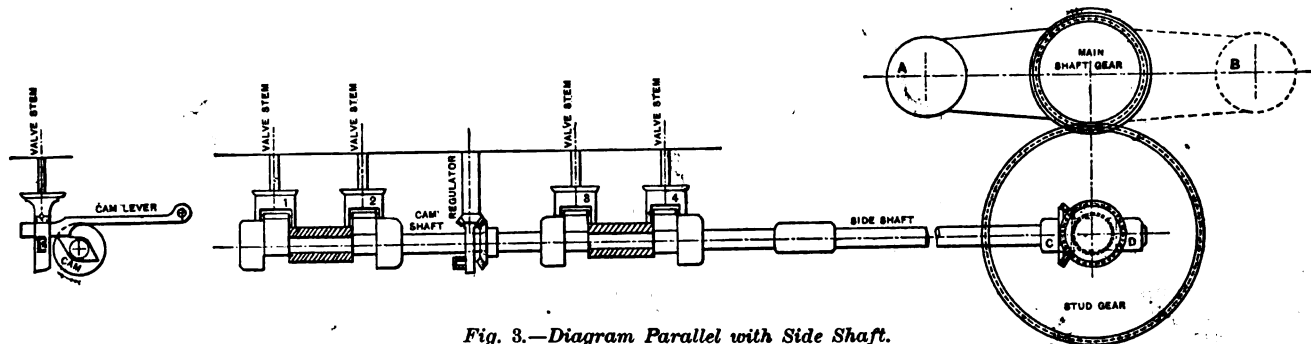 VALVE STEM
CAM LEVER
CAM
VALVE STEM
1
VALVE STEM
2
CAM
SHAFT
REGULATOR
VALVE STEM
3
VALVE STEM
4
SIDE SHAFT
A
MAIN
SHAFT GEAR
B
C
D
STUD GEAR
Fig. 3.—Diagram Parallel with Side Shaft.